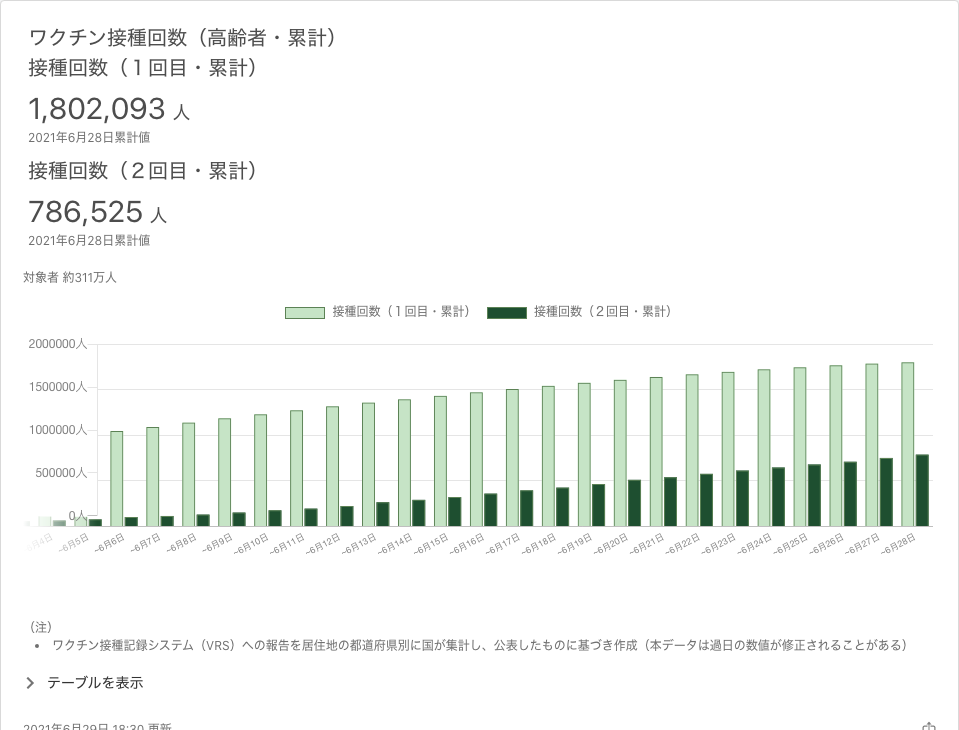 ワクチン接種回数（高齢者・累計）
接種回数（１回目・累計）
1,802,093 人
2021年6月28日累計値
接種回数（２回目・累計）
786,525 人
2021年6月28日累計値
対象者 約311万人
接種回数（１回目・累計） 接種回数（２回目・累計）
2000000人
1500000人
1000000人
500000人
0人
~6月5日 ~6月6日 ~6月7日 ~6月8日 ~6月9日 ~6月10日 ~6月11日 ~6月12日 ~6月13日 ~6月14日 ~6月15日 ~6月16日 ~6月17日 ~6月18日 ~6月19日 ~6月20日 ~6月21日 ~6月22日 ~6月23日 ~6月24日 ~6月25日 ~6月26日 ~6月27日 ~6月28日
（注）
• ワクチン接種記録システム（VRS）への報告を居住地の都道府県別に国が集計し、公表したものに基づき作成（本データは過日の数値が修正されることがある）
テーブルを表示
2021年6月29日 18:30 更新